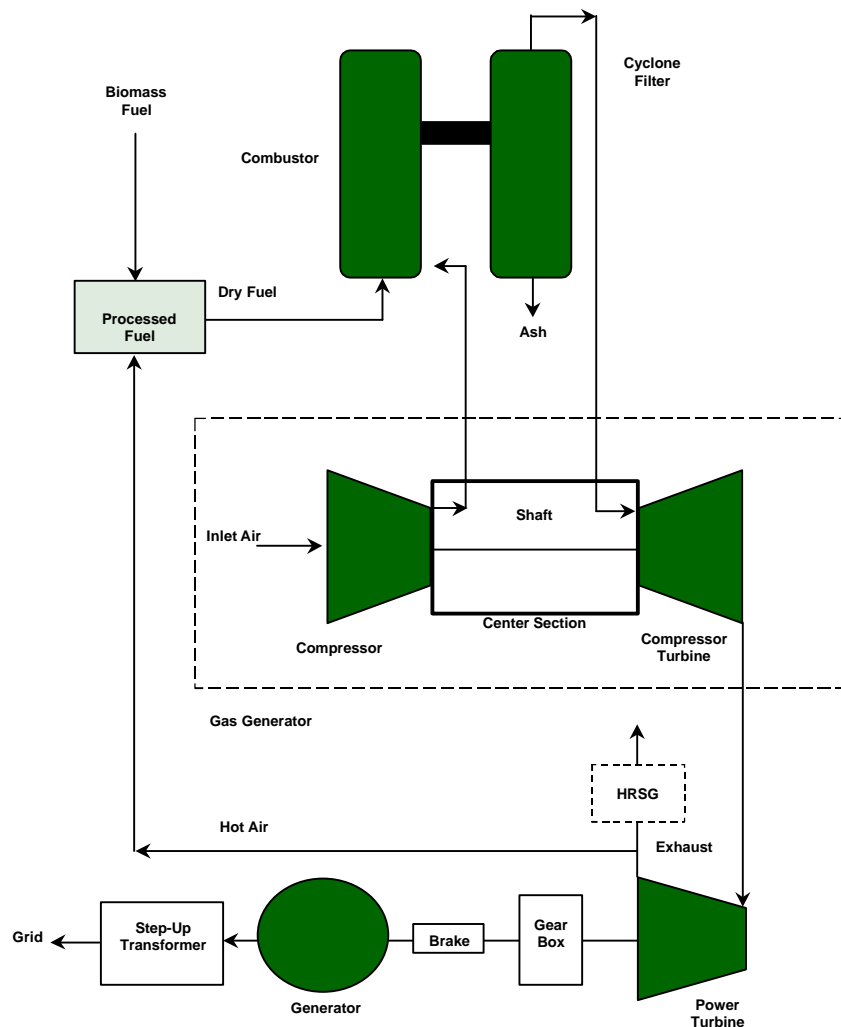 Cyclone
Filter
Biomass
Fuel
Combustor
Dry Fuel
Processed
Fuel
Ash
Shaft
Inlet Air
Center Section
Compressor
Compressor
Turbine
Gas Generator
HRSG
Hot Air
Exhaust
Step-Up
Transformer
Gear
Box
Grid
Brake
Generator
Power
Turbine